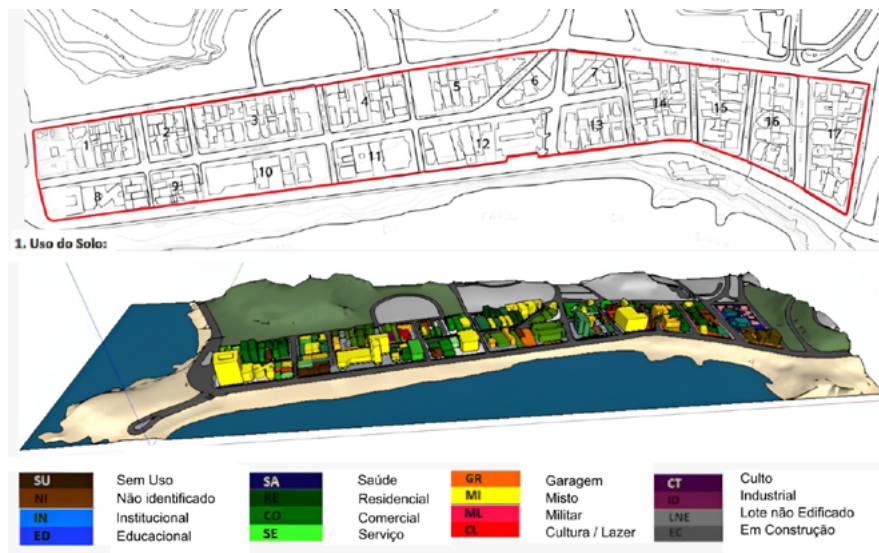 1
2
3
4
5
6
7
8
9
10
11
12
13
14
15
16
17
1. Uso do Solo:
SU Sem Uso
NI Não identificado
IN Institucional
ED Educacional
SA Saúde
RE Residencial
CO Comercial
SE Serviço
GR Garagem
MI Misto
ML Militar
CL Cultura / Lazer
CT Culto
ID Industrial
LNE Lote não Edificado
EC Em Construção